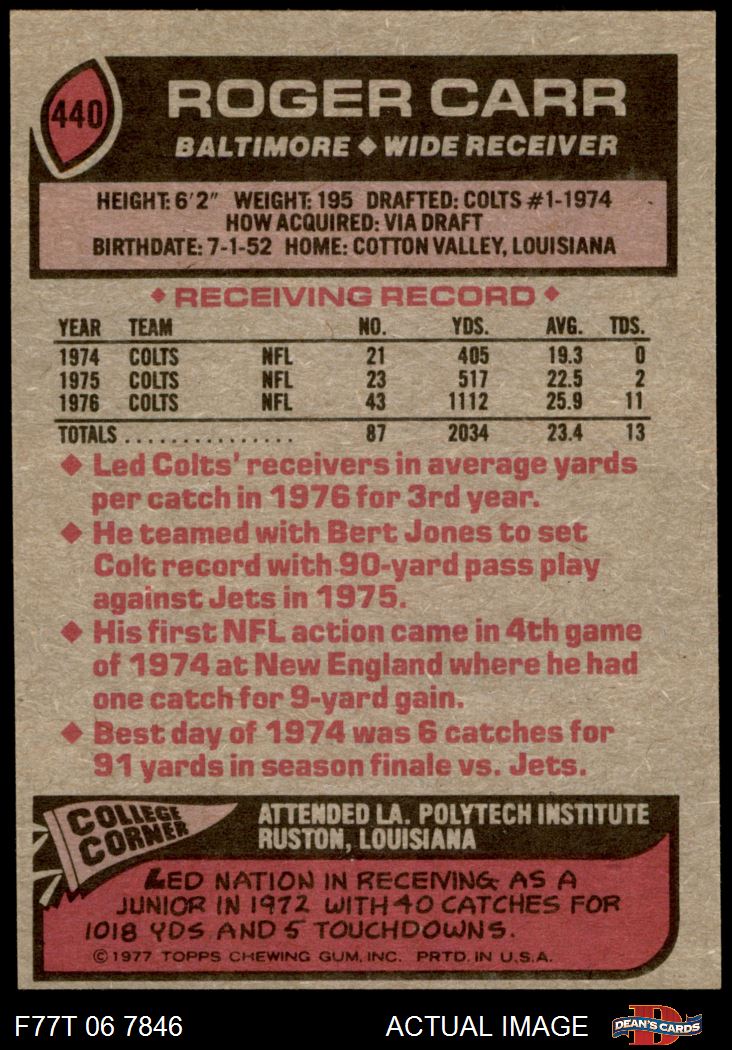 440
ROGER CARR
BALTIMORE ◆ WIDE RECEIVER
HEIGHT: 6'2" WEIGHT: 195 DRAFTED: COLTS #1-1974
HOW ACQUIRED: VIA DRAFT
BIRTHDATE: 7-1-52 HOME: COTTON VALLEY, LOUISIANA
◆ RECEIVING RECORD ◆
YEAR TEAM NO. YDS. AVG. TDS.
1974 COLTS NFL 21 405 19.3 0
1975 COLTS NFL 23 517 22.5 2
1976 COLTS NFL 43 1112 25.9 11
TOTALS................ 87 2034 23.4 13
◆ Led Colts' receivers in average yards
per catch in 1976 for 3rd year.
◆ He teamed with Bert Jones to set
Colt record with 90-yard pass play
against Jets in 1975.
◆ His first NFL action came in 4th game
of 1974 at New England where he had
one catch for 9-yard gain.
◆ Best day of 1974 was 6 catches for
91 yards in season finale vs. Jets.
COLLEGE
CORNER
ATTENDED LA. POLYTECH INSTITUTE
RUSTON, LOUISIANA
LED NATION IN RECEIVING AS A
JUNIOR IN 1972 WITH 40 CATCHES FOR
1018 YDS AND 5 TOUCHDOWNS.
©1977 TOPPS CHEWING GUM, INC. PRTD. IN U.S.A.
F77T 06 7846 ACTUAL IMAGE
D
DEAN'S CARDS